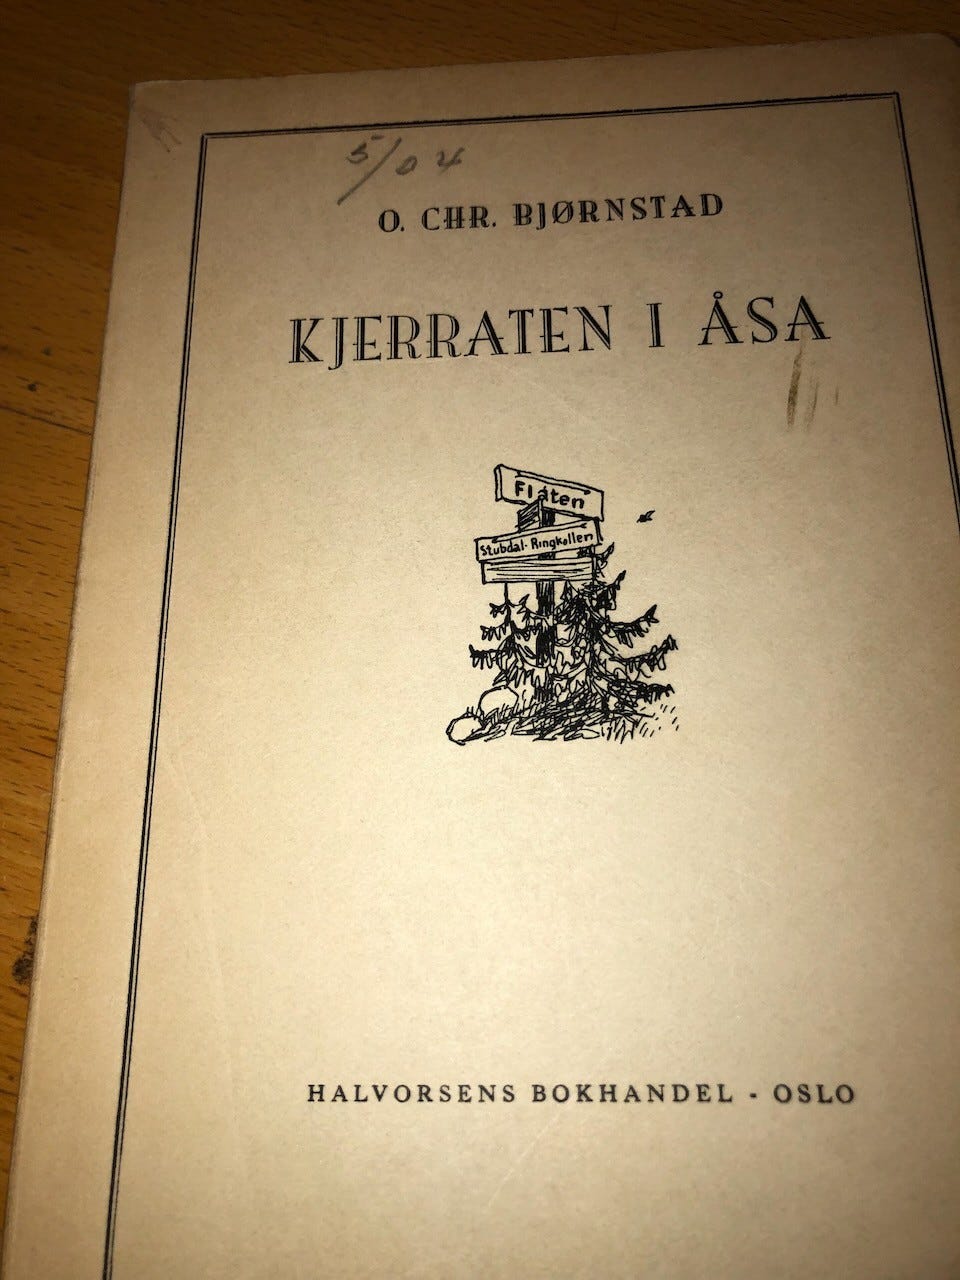 5/04
O. CHR. BJØRNSTAD
KJERRATEN I ÅSA
Flåten
Stubdal-Ringkollen
HALVORSENS BOKHANDEL - OSLO